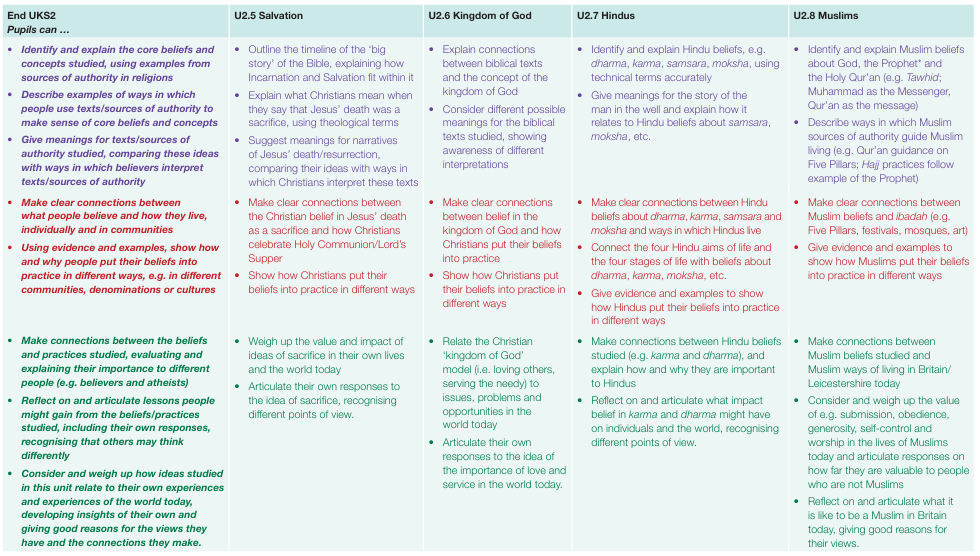 End UKS2
Pupils can …
• Identify and explain the core beliefs and
concepts studied, using examples from
sources of authority in religions
• Describe examples of ways in which
people use texts/sources of authority to
make sense of core beliefs and concepts
• Give meanings for texts/sources of
authority studied, comparing these ideas
with ways in which believers interpret
texts/sources of authority
• Make clear connections between
what people believe and how they live,
individually and in communities
• Using evidence and examples, show how
and why people put their beliefs into
practice in different ways, e.g. in different
communities, denominations or cultures
• Make connections between the beliefs
and practices studied, evaluating and
explaining their importance to different
people (e.g. believers and atheists)
• Reflect on and articulate lessons people
might gain from the beliefs/practices
studied, including their own responses,
recognising that others may think
differently
• Consider and weigh up how ideas studied
in this unit relate to their own experiences
and experiences of the world today,
developing insights of their own and
giving good reasons for the views they
have and the connections they make.
U2.5 Salvation
• Outline the timeline of the ‘big
story’ of the Bible, explaining how
Incarnation and Salvation fit within it
• Explain what Christians mean when
they say that Jesus’ death was a
sacrifice, using theological terms
• Suggest meanings for narratives
of Jesus’ death/resurrection,
comparing their ideas with ways in
which Christians interpret these texts
• Make clear connections between
the Christian belief in Jesus’ death
as a sacrifice and how Christians
celebrate Holy Communion/Lord’s
Supper
• Show how Christians put their
beliefs into practice in different ways
• Weigh up the value and impact of
ideas of sacrifice in their own lives
and the world today
• Articulate their own responses to
the idea of sacrifice, recognising
different points of view.
U2.6 Kingdom of God
• Explain connections
between biblical texts
and the concept of the
kingdom of God
• Consider different possible
meanings for the biblical
texts studied, showing
awareness of different
interpretations
• Make clear connections
between belief in the
kingdom of God and how
Christians put their beliefs
into practice
• Show how Christians put
their beliefs into practice in
different ways
• Relate the Christian
‘kingdom of God’
model (i.e. loving others,
serving the needy) to
issues, problems and
opportunities in the
world today
• Articulate their own
responses to the idea of
the importance of love and
service in the world today.
U2.7 Hindus
• Identify and explain Hindu beliefs, e.g.
dharma, karma, samsara, moksha, using
technical terms accurately
• Give meanings for the story of the
man in the well and explain how it
relates to Hindu beliefs about samsara,
moksha, etc.
• Make clear connections between Hindu
beliefs about dharma, karma, samsara and
moksha and ways in which Hindus live
• Connect the four Hindu aims of life and
the four stages of life with beliefs about
dharma, karma, moksha, etc.
• Give evidence and examples to show
how Hindus put their beliefs into practice
in different ways
• Make connections between Hindu beliefs
studied (e.g. karma and dharma), and
explain how and why they are important
to Hindus
• Reflect on and articulate what impact
belief in karma and dharma might have
on individuals and the world, recognising
different points of view.
U2.8 Muslims
• Identify and explain Muslim beliefs
about God, the Prophet* and
the Holy Qur’an (e.g. Tawhid;
Muhammad as the Messenger,
Qur’an as the message)
• Describe ways in which Muslim
sources of authority guide Muslim
living (e.g. Qur’an guidance on
Five Pillars; Hajj practices follow
example of the Prophet)
• Make clear connections between
Muslim beliefs and ibadah (e.g.
Five Pillars, festivals, mosques, art)
• Give evidence and examples to
show how Muslims put their beliefs
into practice in different ways
• Make connections between
Muslim beliefs studied and
Muslim ways of living in Britain/
Leicestershire today
• Consider and weigh up the value
of e.g. submission, obedience,
generosity, self-control and
worship in the lives of Muslims
today and articulate responses on
how far they are valuable to people
who are not Muslims
• Reflect on and articulate what it
is like to be a Muslim in Britain
today, giving good reasons for
their views.